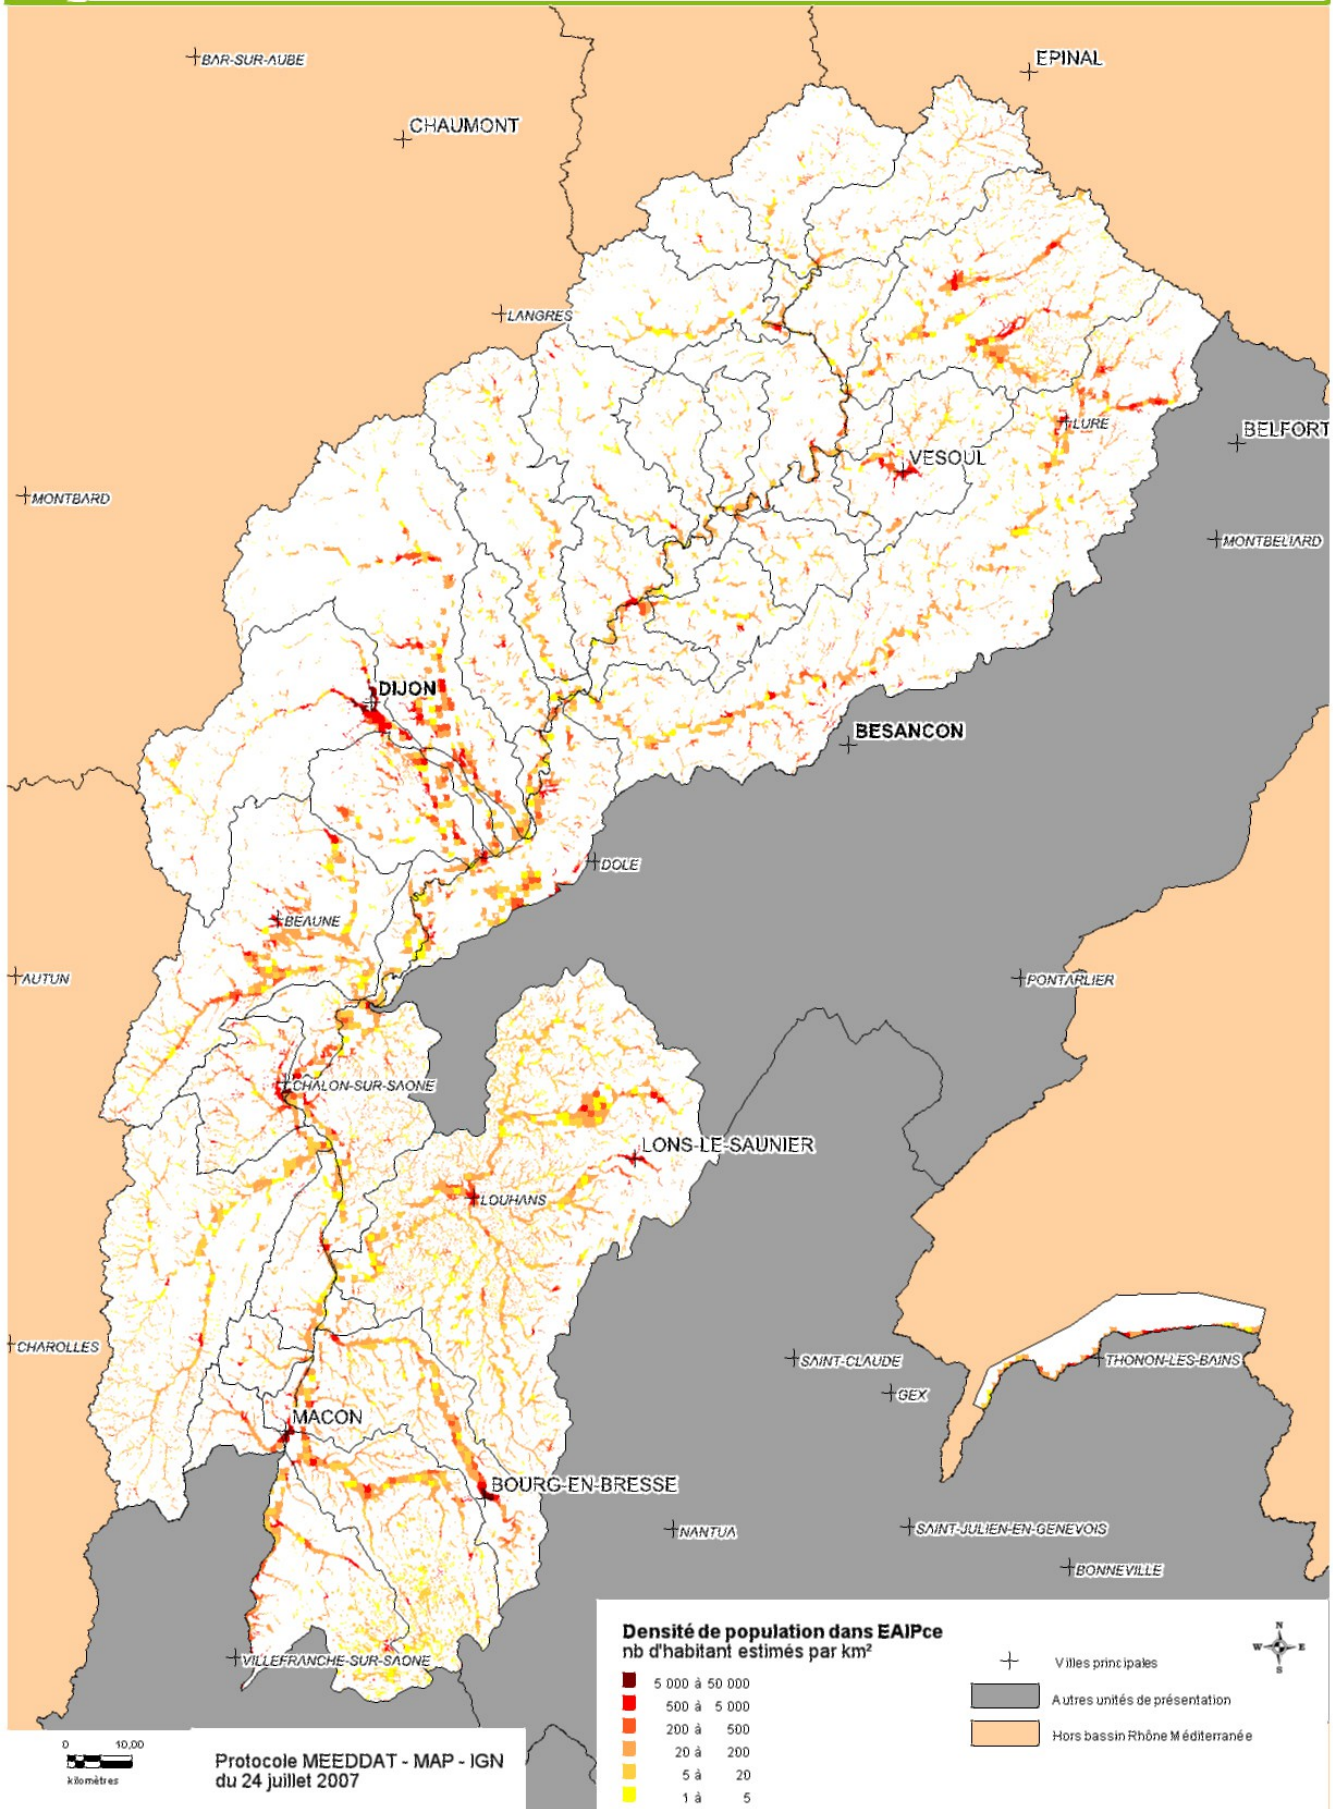 BAR-SUR-AUBE
EPINAL
CHAUMONT
LANGRES
LURE
BELFORT
VESOUL
MONTBARD
MONTBELIARD
DIJON
BESANCON
DOLE
BEAUNE
AUTUN
PONTARLIER
CHALON-SUR-SAONE
LONS-LE-SAUNIER
LOUHANS
CHAROLLES
SAINT-CLAUDE
THONON-LES-BAINS
GEX
MACON
BOURG-EN-BRESSE
NANTUA
SAINT-JULIEN-EN-GENEVOIS
BONNEVILLE
VILLEFRANCHE-SUR-SAONE
Densité de population dans EAIPce
nb d'habitant estimés par km²
5 000 à 50 000
500 à 5 000
200 à 500
20 à 200
5 à 20
1 à 5
Villes principales
Autres unités de présentation
Hors bassin Rhône Méditerranée
N
W E
S
0 10,00
kilomètres
Protocole MEEDDAT - MAP - IGN
du 24 juillet 2007